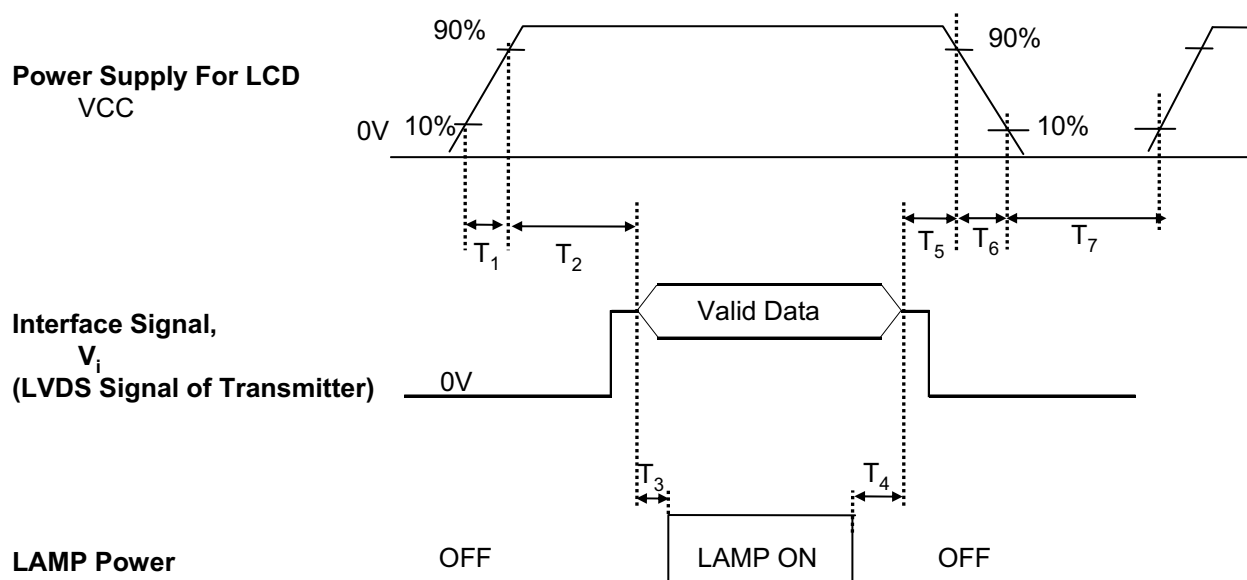 90%
90%
Power Supply For LCD
VCC
0V
10%
10%
T1
T2
T5
T6
T7
Interface Signal,
Vi
(LVDS Signal of Transmitter)
Valid Data
0V
T3
T4
LAMP Power
OFF
LAMP ON
OFF